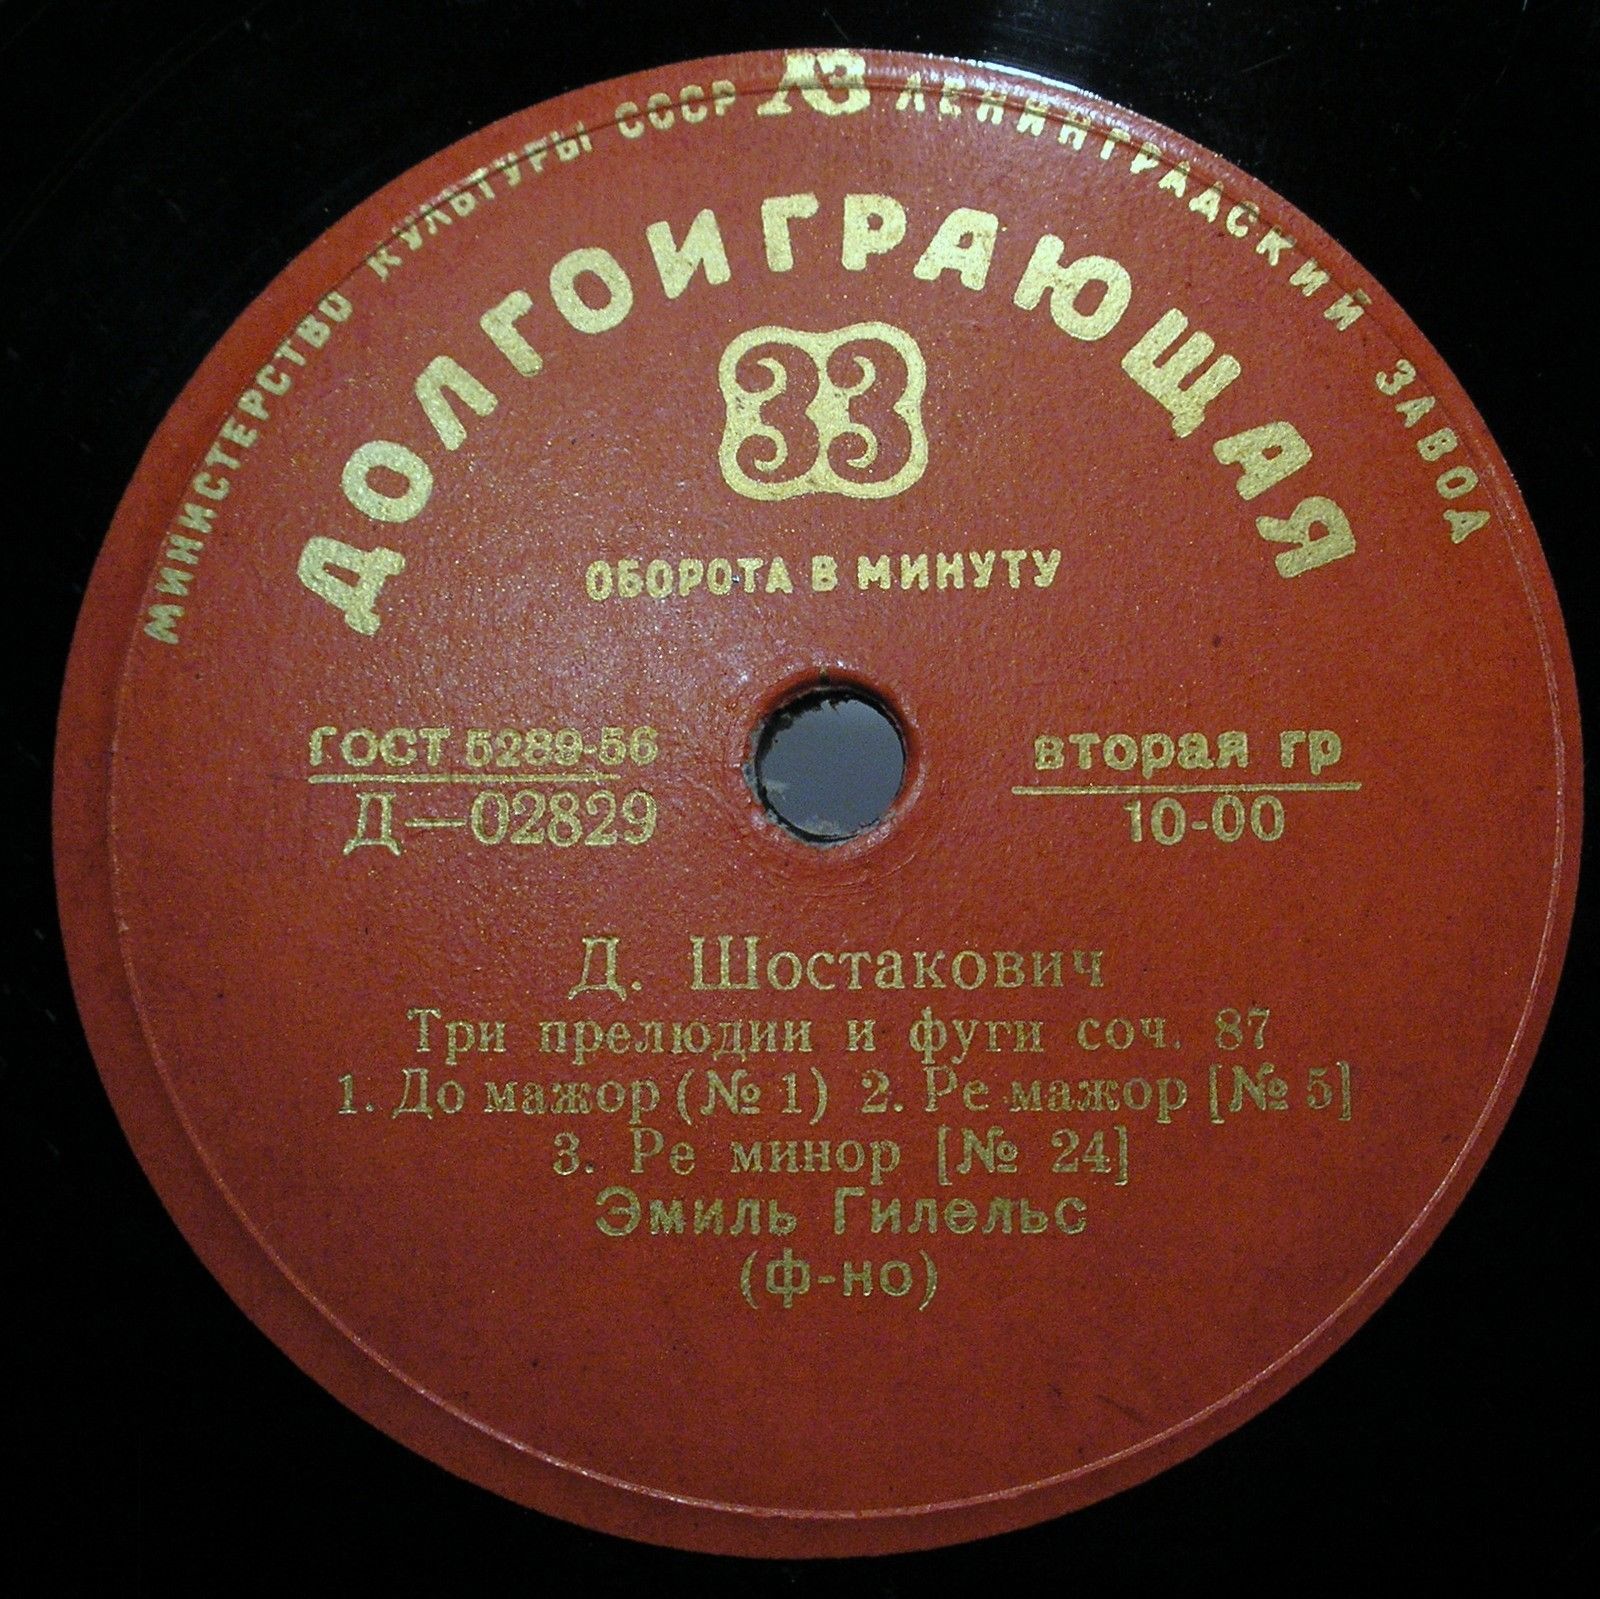 МИНИСТЕРСТВО КУЛЬТУРЫ СССР ЛЗ ЛЕНИНГРАДСКИЙ ЗАВОД
ДОЛГОИГРАЮЩАЯ
33
ОБОРОТА В МИНУТУ
ГОСТ 5289-56
Д—02829
вторая гр
10-00
Д. Шостакович
Три прелюдии и фуги соч. 87
1. До мажор (№ 1) 2. Ре мажор [№ 5]
3. Ре минор [№ 24]
Эмиль Гилельс
(ф-но)